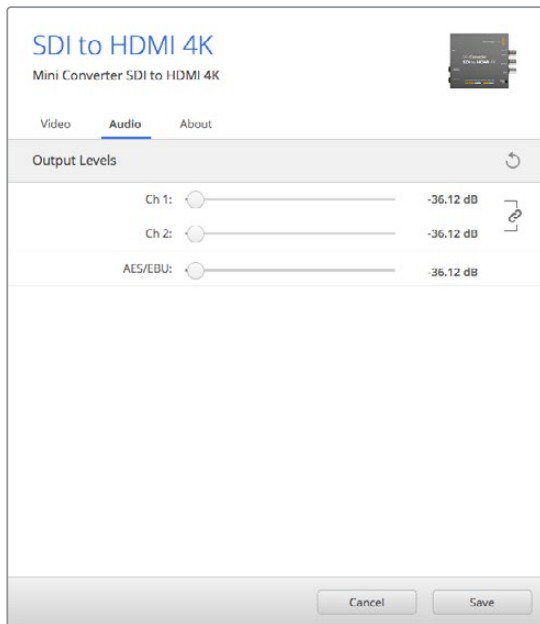 SDI to HDMI 4K
Mini Converter SDI to HDMI 4K
Video Audio About
Output Levels
Ch 1: -36.12 dB
Ch 2: -36.12 dB
AES/EBU: -36.12 dB
Cancel Save